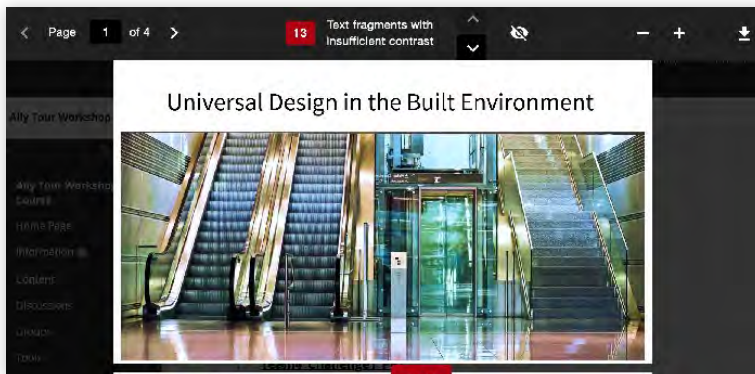 Page 1 of 4
13 Text fragments with
insufficient contrast
Ally Tour Workshop
Universal Design in the Built Environment
Ally Tour Workshop
Course
Home Page
Information
Content
Discussions
Groups
Tools